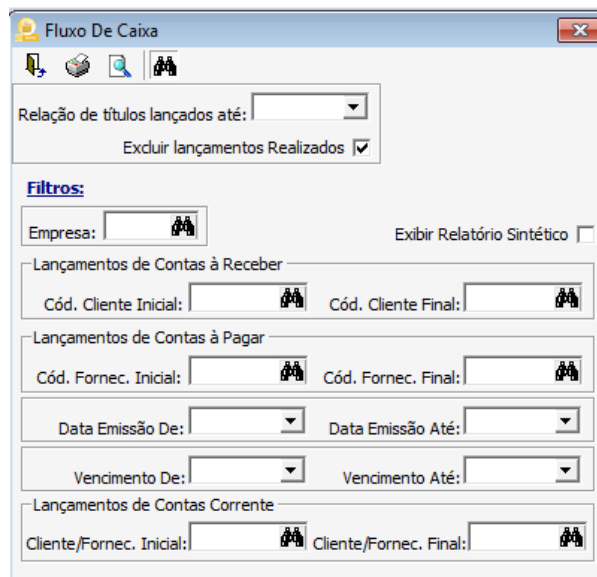 Fluxo De Caixa
Relação de títulos lançados até:
Excluir lançamentos Realizados
Filtros:
Empresa: Exibir Relatório Sintético
Lançamentos de Contas à Receber
Cód. Cliente Inicial: Cód. Cliente Final:
Lançamentos de Contas à Pagar
Cód. Fornec. Inicial: Cód. Fornec. Final:
Data Emissão De: Data Emissão Até:
Vencimento De: Vencimento Até:
Lançamentos de Contas Corrente
Cliente/Fornec. Inicial: Cliente/Fornec. Final: